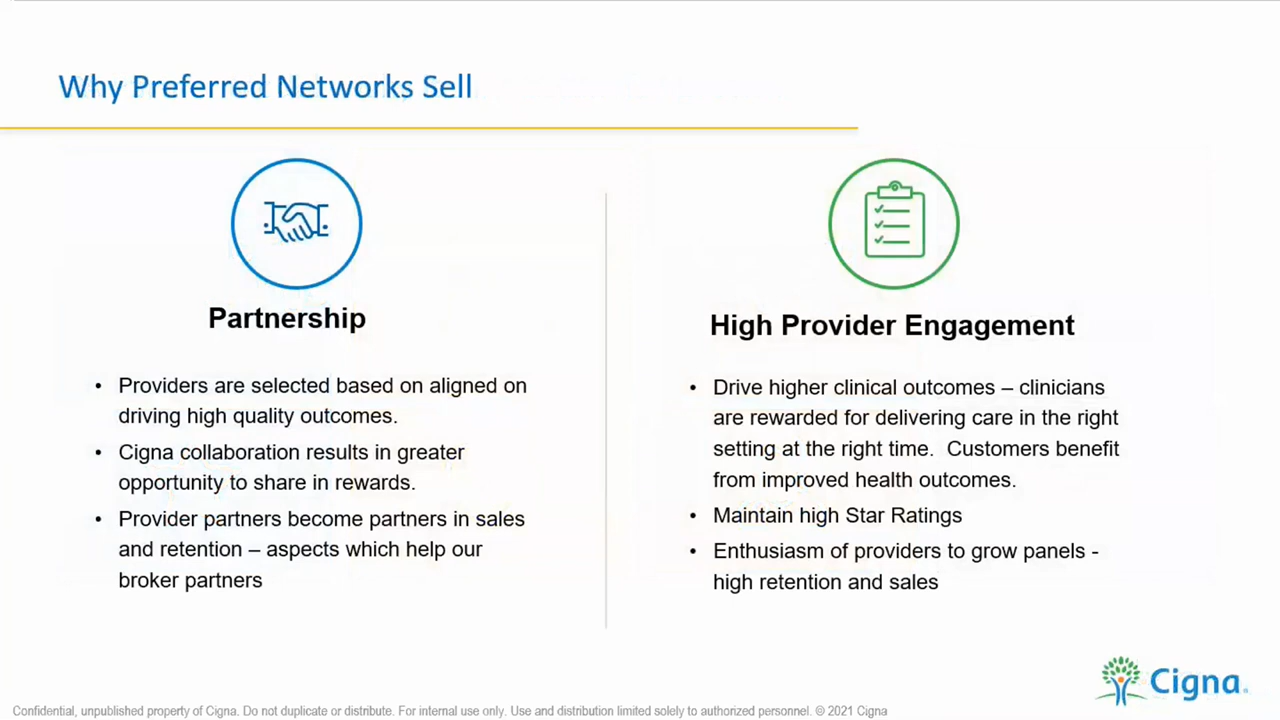 Why Preferred Networks Sell
Partnership
• Providers are selected based on aligned on
driving high quality outcomes.
• Cigna collaboration results in greater
opportunity to share in rewards.
• Provider partners become partners in sales
and retention – aspects which help our
broker partners
High Provider Engagement
• Drive higher clinical outcomes – clinicians
are rewarded for delivering care in the right
setting at the right time.  Customers benefit
from improved health outcomes.
• Maintain high Star Ratings
• Enthusiasm of providers to grow panels -
high retention and sales
Cigna®
Confidential, unpublished property of Cigna. Do not duplicate or distribute. For internal use only. Use and distribution limited solely to authorized personnel. © 2021 Cigna